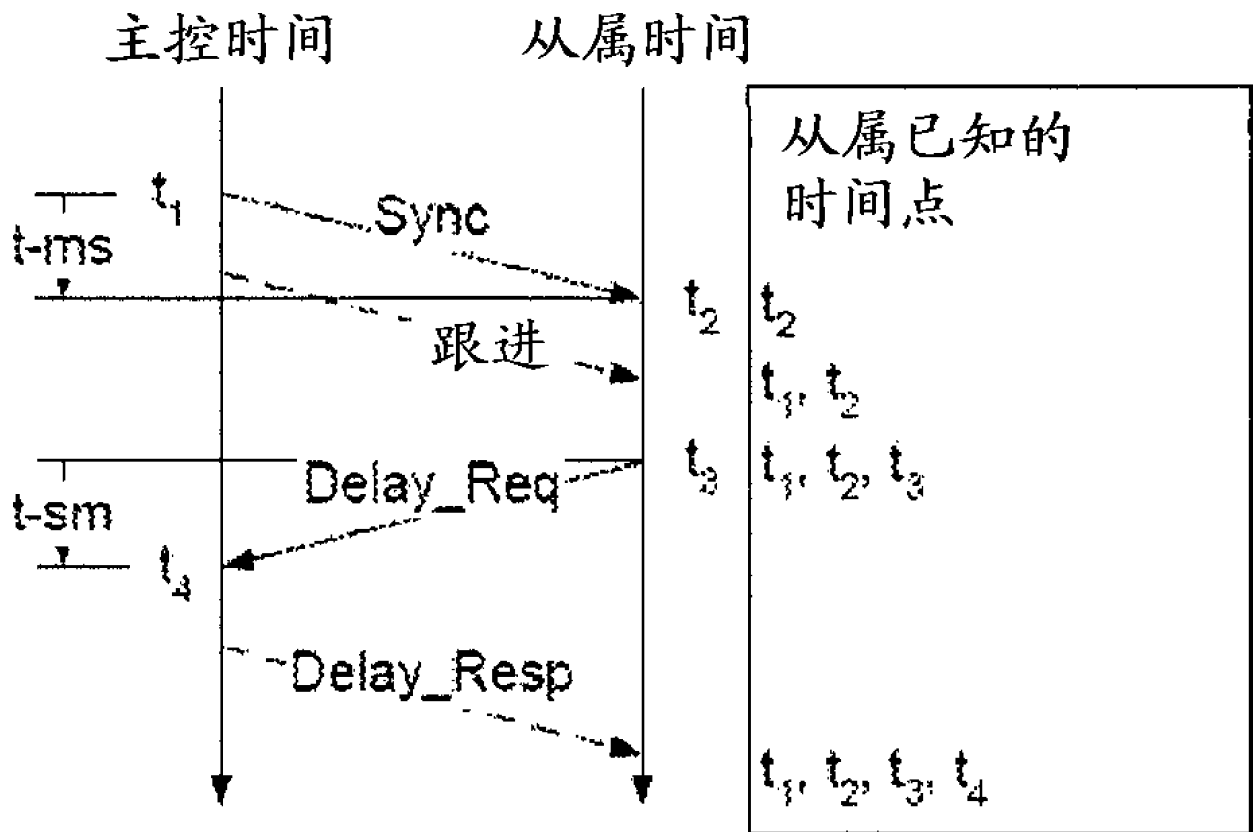 主控时间
从属时间
从属已知的
时间点
t₁
Sync
t-ms
t₂
t₂
跟进
t₁, t₂
t₃
t₁, t₂, t₃
Delay_Req
t-sm
t₄
Delay_Resp
t₁, t₂, t₃, t₄